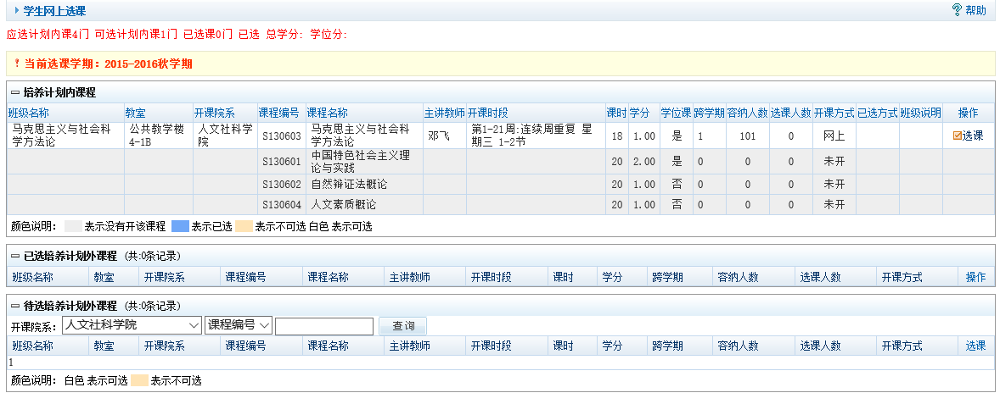 学生网上选课 帮助
应选计划内课4门 可选计划内课1门 已选课0门 已选 总学分: 学位分:
! 当前选课学期：2015-2016秋学期
培养计划内课程
班级名称 教室 开课院系 课程编号 课程名称 主讲教师 开课时段 课时 学分 学位课 跨学期 容纳人数 选课人数 开课方式 已选方式 班级说明 操作
马克思主义与社会科学方法论 公共教学楼4-1B 人文社科学院 S130603 马克思主义与社会科学方法论 邓飞 第1-21周:连续周重复 星期三 1-2节 18 1.00 是 1 101 0 网上 选课
S130601 中国特色社会主义理论与实践 20 2.00 是 0 0 0 未开
S130602 自然辩证法概论 20 1.00 否 0 0 0 未开
S130604 人文素质概论 20 1.00 否 0 0 0 未开
颜色说明： 表示没有开该课程 表示已选 表示不可选 白色 表示可选
已选培养计划外课程 (共:0条记录)
班级名称 教室 开课院系 课程编号 课程名称 主讲教师 开课时段 课时 学分 跨学期 容纳人数 选课人数 开课方式 操作
待选培养计划外课程 (共:0条记录)
开课院系: 人文社科学院 课程编号 查询
班级名称 教室 开课院系 课程编号 课程名称 主讲教师 开课时段 课时 学分 跨学期 容纳人数 选课人数 开课方式 选课
1
颜色说明： 白色 表示可选 表示不可选